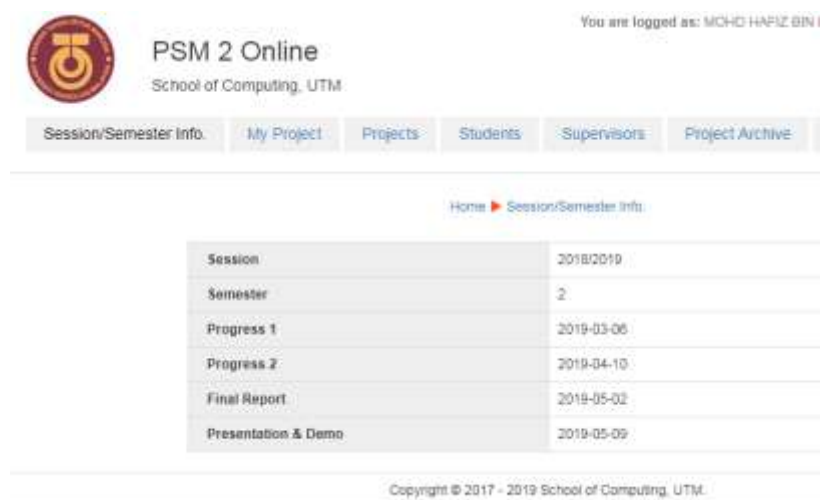 You are logged as: MOHD HAFIZ BIN
PSM 2 Online
School of Computing, UTM
Session/Semester Info. My Project Projects Students Supervisors Project Archive
Home Session/Semester Info.
Session 2018/2019
Semester 2
Progress 1 2019-03-06
Progress 2 2019-04-10
Final Report 2019-05-02
Presentation & Demo 2019-05-09
Copyright © 2017 - 2019 School of Computing, UTM.